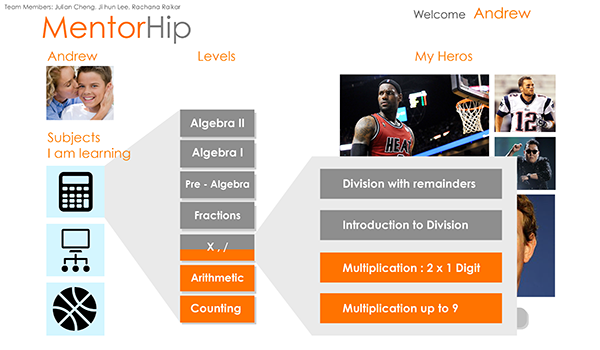 Team Members: Julian Cheng, Ji hun Lee, Rachana Raikar
MentorHip
Welcome Andrew
Andrew
Levels
My Heros
Subjects
I am learning
Algebra II
Algebra I
Pre - Algebra
Fractions
X , /
Arithmetic
Counting
Division with remainders
Introduction to Division
Multiplication : 2 x 1 Digit
Multiplication up to 9
HEAT
12